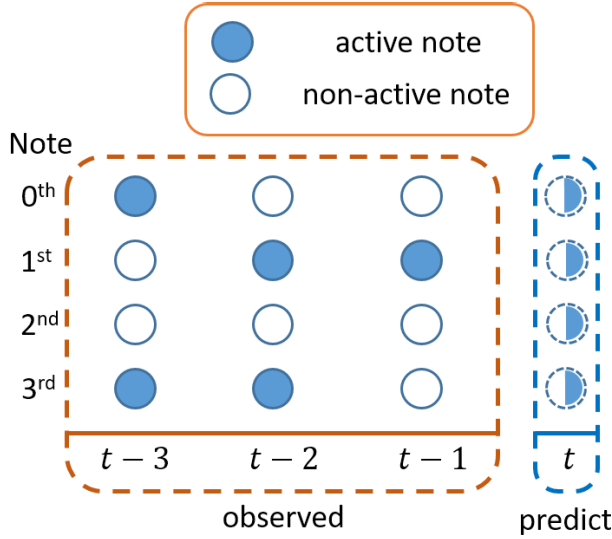 active note
non-active note
Note
0th
1st
2nd
3rd
t − 3 t − 2 t − 1 t
observed predict